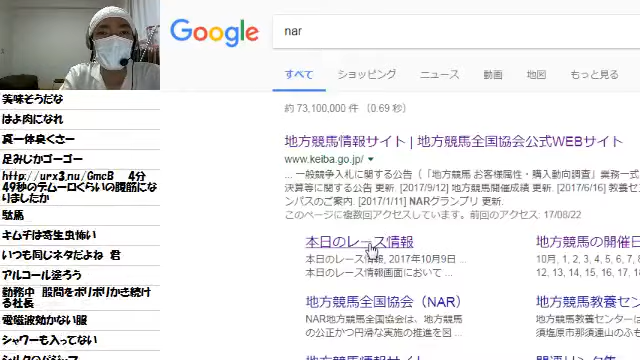 Google
nar
すべて
ショッピング
ニュース
動画
地図
もっと見る
約 73,100,000 件 （0.69 秒）
地方競馬情報サイト | 地方競馬全国協会公式WEBサイト
www.keiba.go.jp/
... 一般競争入札に関する公告（「地方競馬 お客様属性・購入動向調査」業務一式
決算等に関する公告 更新. [2017/9/12] 地方競馬開催成績 更新. [2017/6/16] 教養セン
ンパスのご案内. [2017/1/11] NARグランプリ 更新.
このページに複数回アクセスしています。前回のアクセス: 17/08/22
本日のレース情報
本日のレース情報, 2017年10月9日 ...
本日のレース情報画面において ...
地方競馬の開催日
10月, 1, 2, 3, 4, 5, 6, 7, 8
12, 13, 14, 15, 16, 17, 18
地方競馬全国協会（NAR）
NAR地方競馬全国協会は、地方競馬
の公正かつ円滑な実施の推進を図 ...
地方競馬教養セン
地方競馬教養センターは
須塩原市那須連山のふも
美味そうだな
はよ肉になれ
真一体臭くさー
足みじかゴーゴー
http://urx3.nu/GmcB 4分
49秒のテムーロくらいの腹筋にな
りましたか
駄馬
キムチは寄生虫怖い
いつも同じネタだよね 君
アルコール塗ろう
勤務中 股間をボリボリかき続け
る社長
電磁波効かない服
シャワーも入ってない